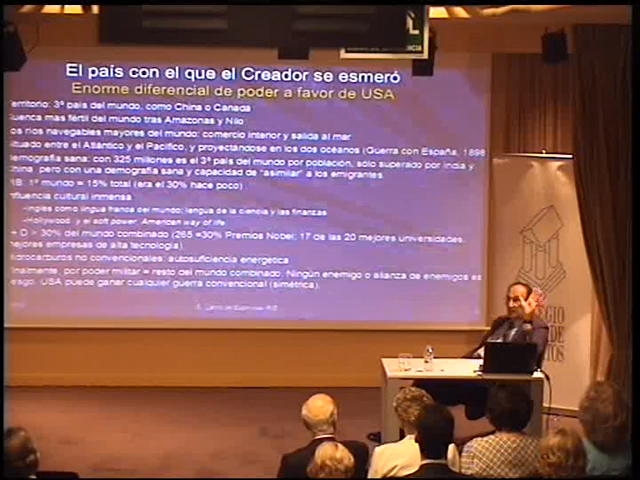 El país con el que el Creador se esmeró
Enorme diferencial de poder a favor de USA
erritorio: 3º país del mundo, como China o Canadá
uenca más fértil del mundo tras Amazonas y Nilo
os ríos navegables mayores del mundo: comercio interior y salida al mar
ituado entre el Atlántico y el Pacífico, y proyectándose en los dos océanos (Guerra con España, 1898
emografía sana: con 325 millones es el 3º país del mundo por población, sólo superado por India y
hina, pero con una demografía sana y capacidad de "asimilar" a los emigrantes
IB: 1º mundo = 15% total (era el 30% hace poco)
nfluencia cultural inmensa
Inglés como lingua franca del mundo; lengua de la ciencia y las finanzas
Hollywood y el soft power, American way of life
+ D > 30% del mundo combinado (265 =30% Premios Nobel; 17 de las 20 mejores universidades,
nejores empresas de alta tecnología).
idrocarburos no convencionales: autosuficiencia energética
inalmente, por poder militar = resto del mundo combinado. Ningún enemigo o alianza de enemigos es
esgo. USA puede ganar cualquier guerra convencional (simétrica).
GIO
DE
TOS